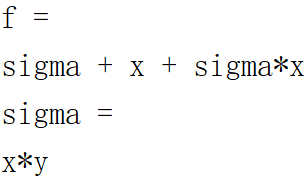 f =
sigma + x + sigma*x
sigma =
x*y